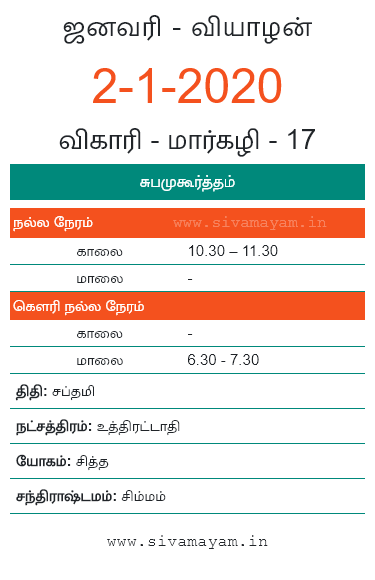 ஜனவரி - வியாழன்
2-1-2020
விகாரி - மார்கழி - 17
சுபமுகூர்த்தம்
நல்ல நேரம் www.sivamayam.in
காலை 10.30 – 11.30
மாலை -
கௌரி நல்ல நேரம்
காலை -
மாலை 6.30 - 7.30
திதி: சப்தமி
நட்சத்திரம்: உத்திரட்டாதி
யோகம்: சித்த
சந்திராஷ்டமம்: சிம்மம்
www.sivamayam.in